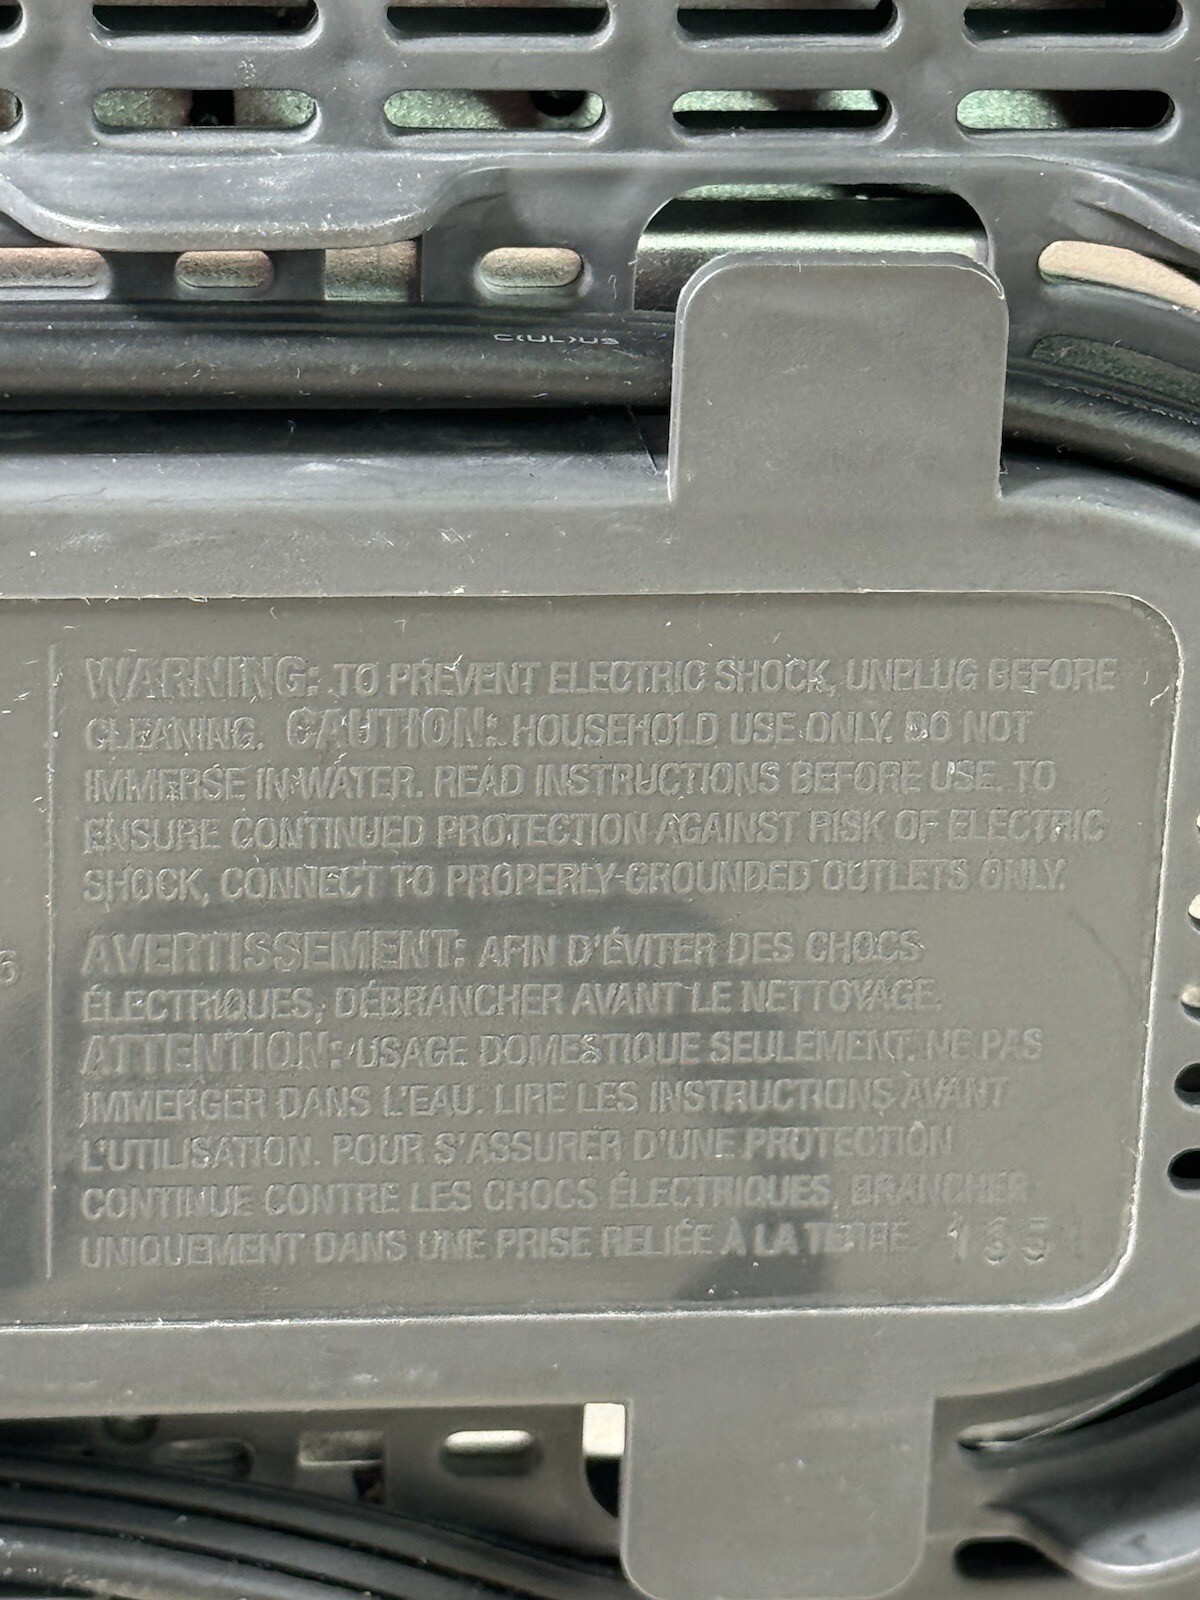 c(UL)us
WARNING: TO PREVENT ELECTRIC SHOCK, UNPLUG BEFORE
CLEANING. CAUTION: HOUSEHOLD USE ONLY. DO NOT
IMMERSE IN WATER. READ INSTRUCTIONS BEFORE USE. TO
ENSURE CONTINUED PROTECTION AGAINST RISK OF ELECTRIC
SHOCK, CONNECT TO PROPERLY-GROUNDED OUTLETS ONLY.
AVERTISSEMENT: AFIN D'ÉVITER DES CHOCS
6
ÉLECTRIQUES, DÉBRANCHER AVANT LE NETTOYAGE.
ATTENTION: USAGE DOMESTIQUE SEULEMENT. NE PAS
IMMERGER DANS L'EAU. LIRE LES INSTRUCTIONS AVANT
L'UTILISATION. POUR S'ASSURER D'UNE PROTECTION
CONTINUE CONTRE LES CHOCS ÉLECTRIQUES, BRANCHER
UNIQUEMENT DANS UNE PRISE RELIÉE À LA TERRE.